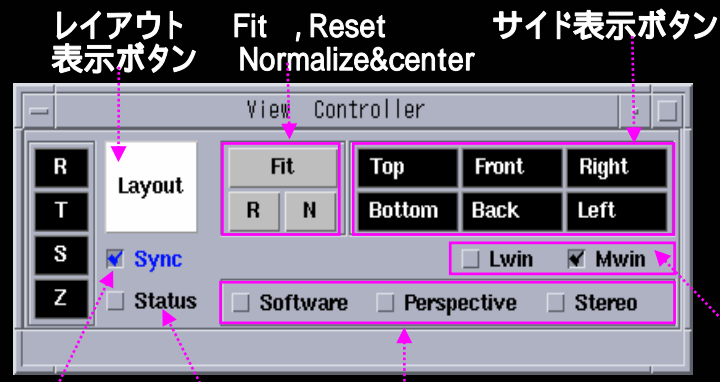 レイアウト
表示ボタン
Fit , Reset
Normalize&center
サイド表示ボタン
View Controller
R
T
S
Z
Layout
Fit
R N
Top Front Right
Bottom Back Left
Sync
Lwin Mwin
Status
Software Perspective Stereo